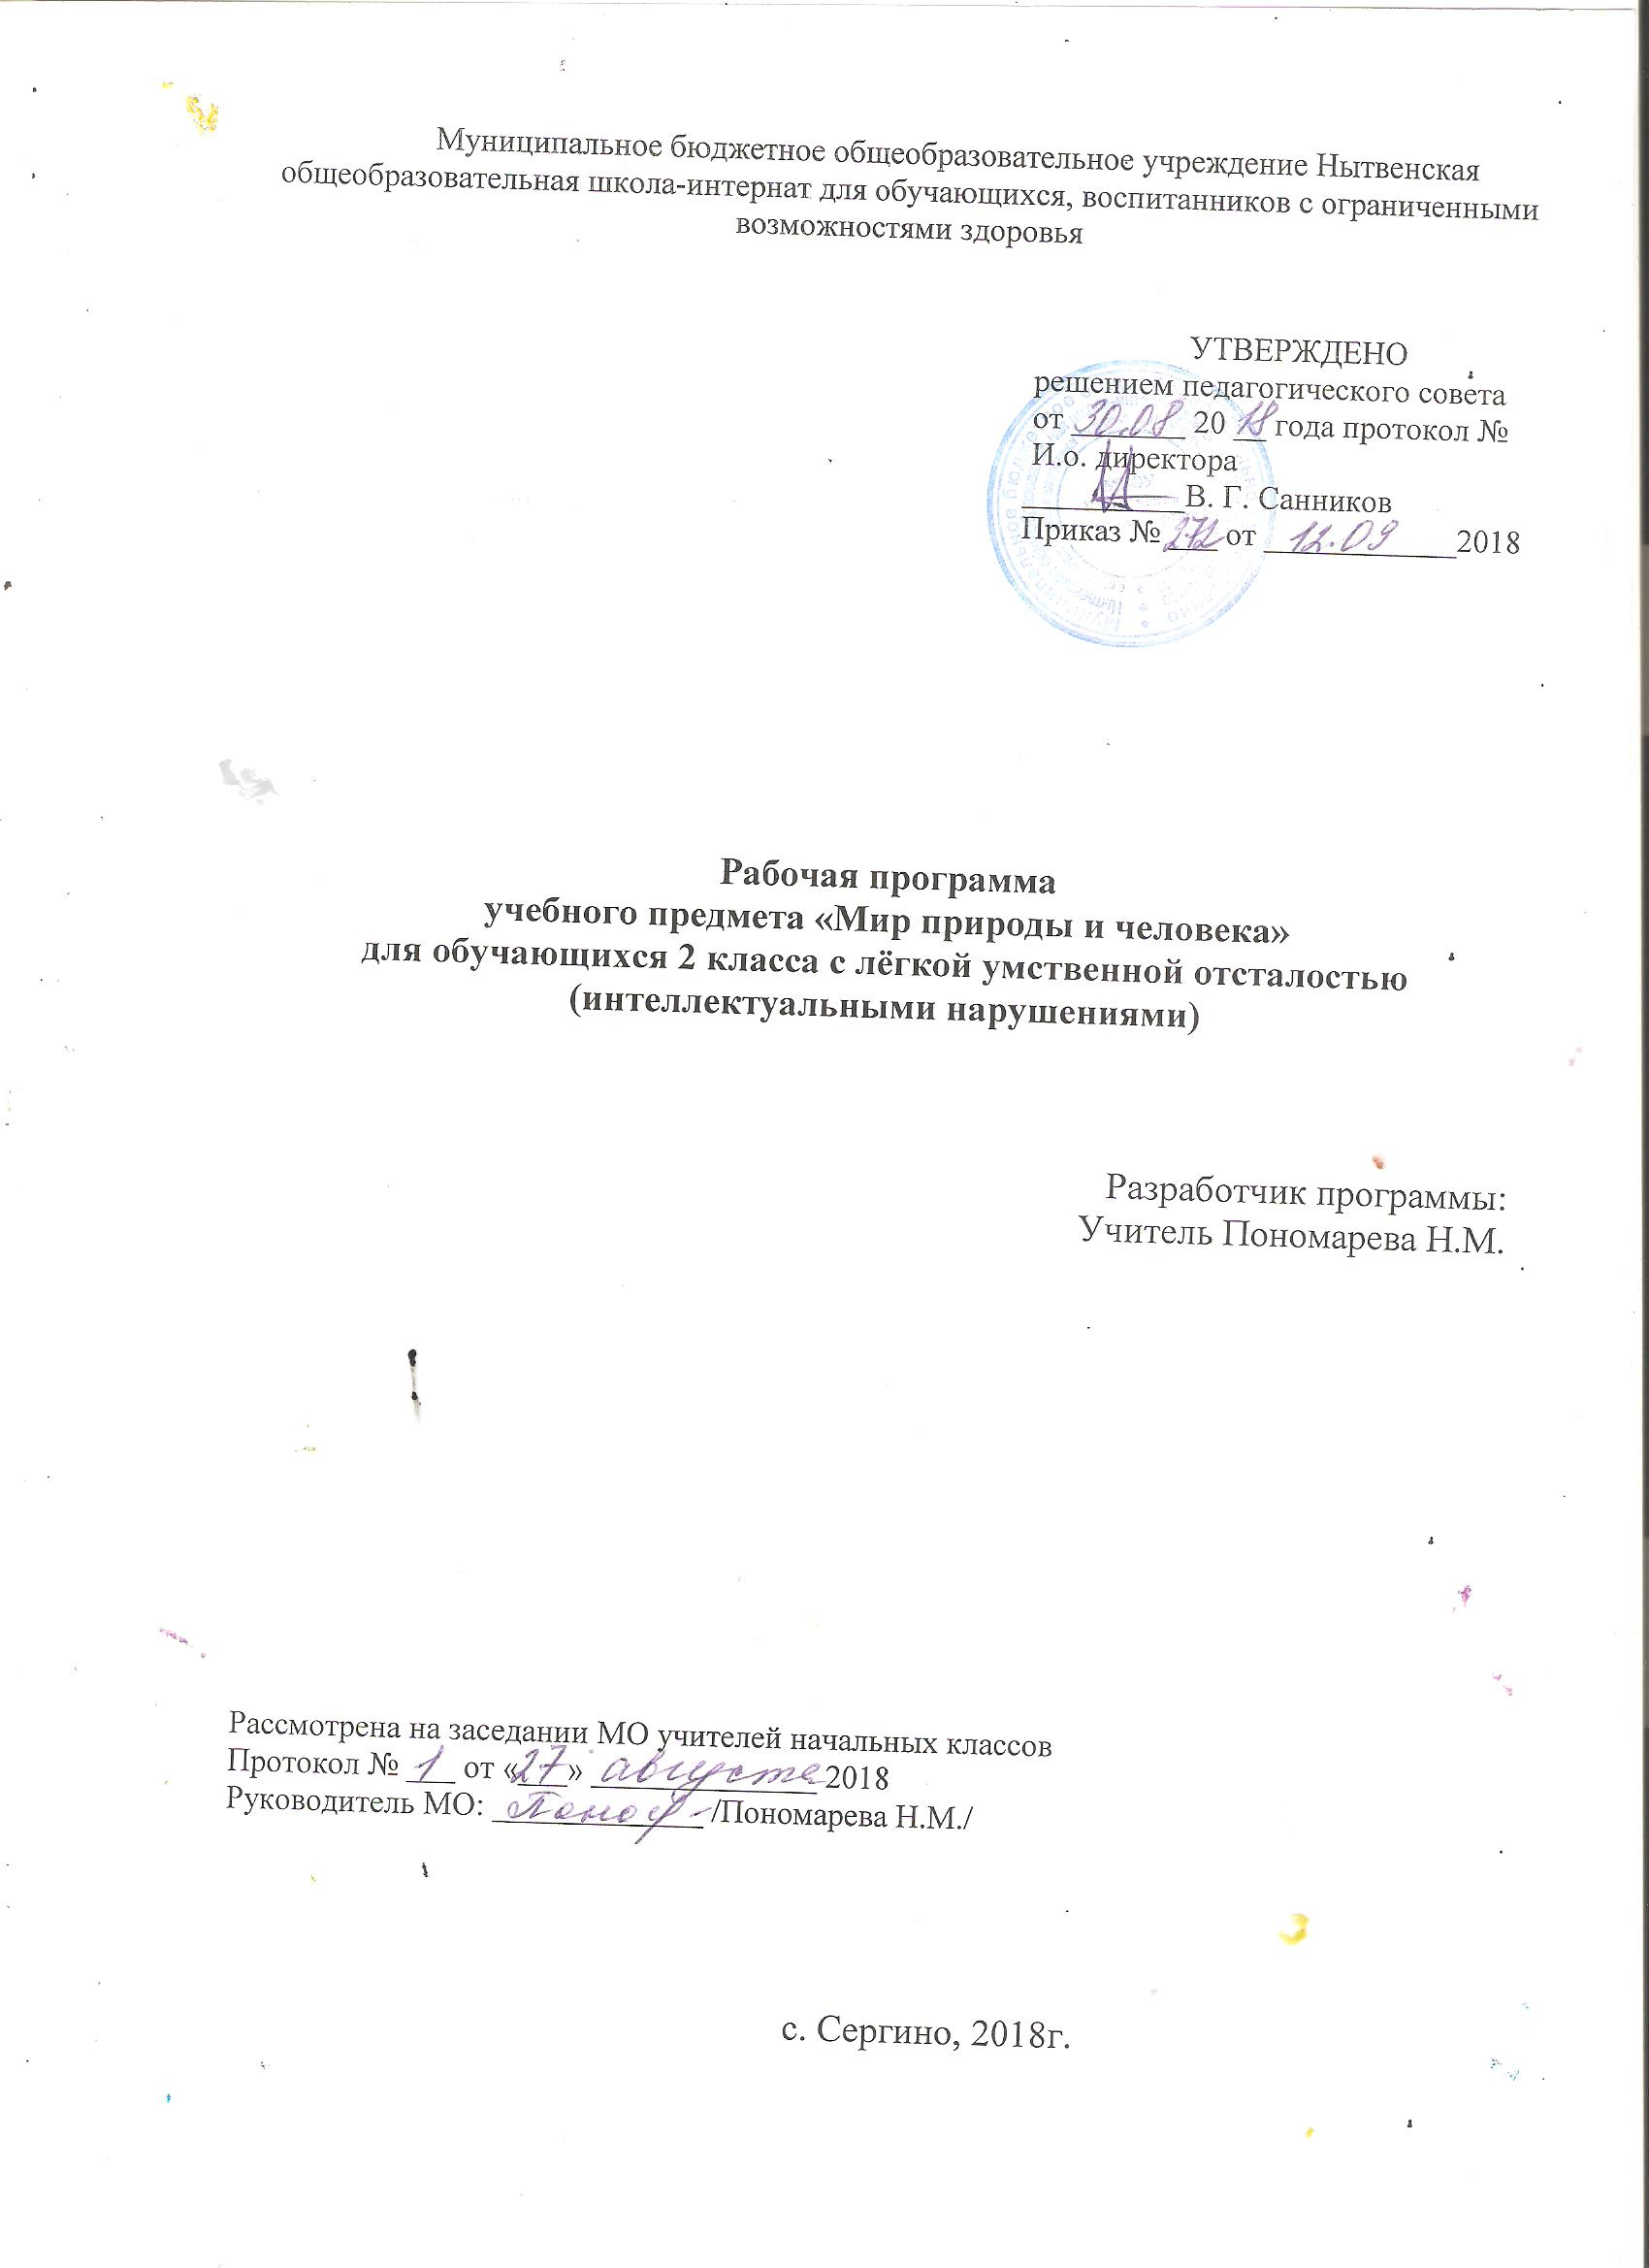 Муниципальное бюджетное общеобразовательное учреждение Нытвенская
общеобразовательная школа-интернат для обучающихся, воспитанников с ограниченными
возможностями здоровья
УТВЕРЖДЕНО
решением педагогического совета
от 30.08 20 18 года протокол №
И.о. директора
В. Г. Санников
Приказ № 272 от 12.09 2018
Рабочая программа
учебного предмета «Мир природы и человека»
для обучающихся 2 класса с лёгкой умственной отсталостью
(интеллектуальными нарушениями)
Разработчик программы:
Учитель Пономарева Н.М.
Рассмотрена на заседании МО учителей начальных классов
Протокол № 1 от «27» августа 2018
Руководитель МО: /Пономарева Н.М./
с. Сергино, 2018г.